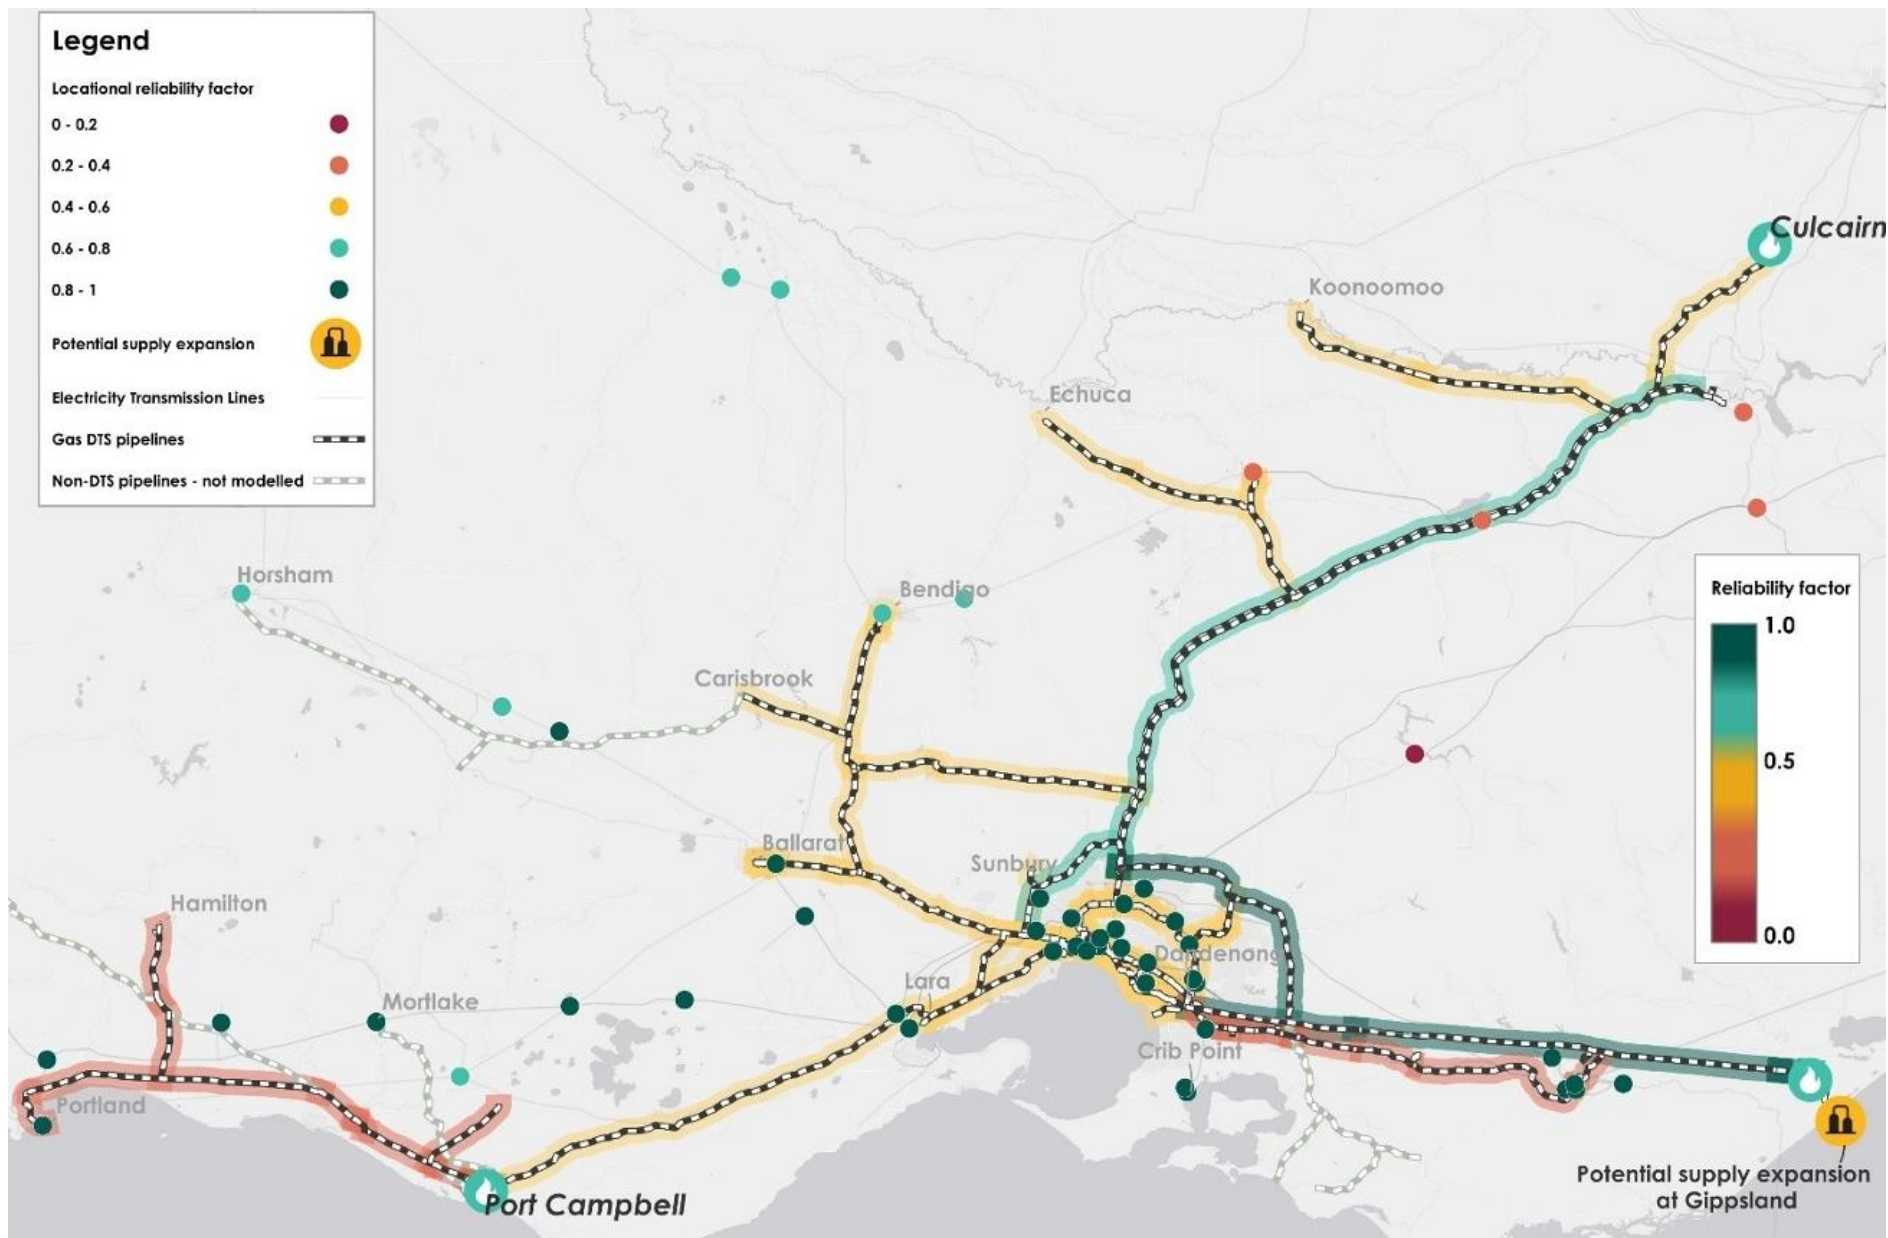 Legend
Locational reliability factor
0 - 0.2
0.2 - 0.4
0.4 - 0.6
0.6 - 0.8
0.8 - 1
Potential supply expansion
Electricity Transmission Lines
Gas DTS pipelines
Non-DTS pipelines - not modelled
Culcairn
Koonoomoo
Echuca
Horsham
Bendigo
Reliability factor
1.0
0.5
0.0
Carisbrook
Ballarat
Sunbury
Hamilton
Dandenong
Lara
Mortlake
Crib Point
Portland
Potential supply expansion
at Gippsland
Port Campbell